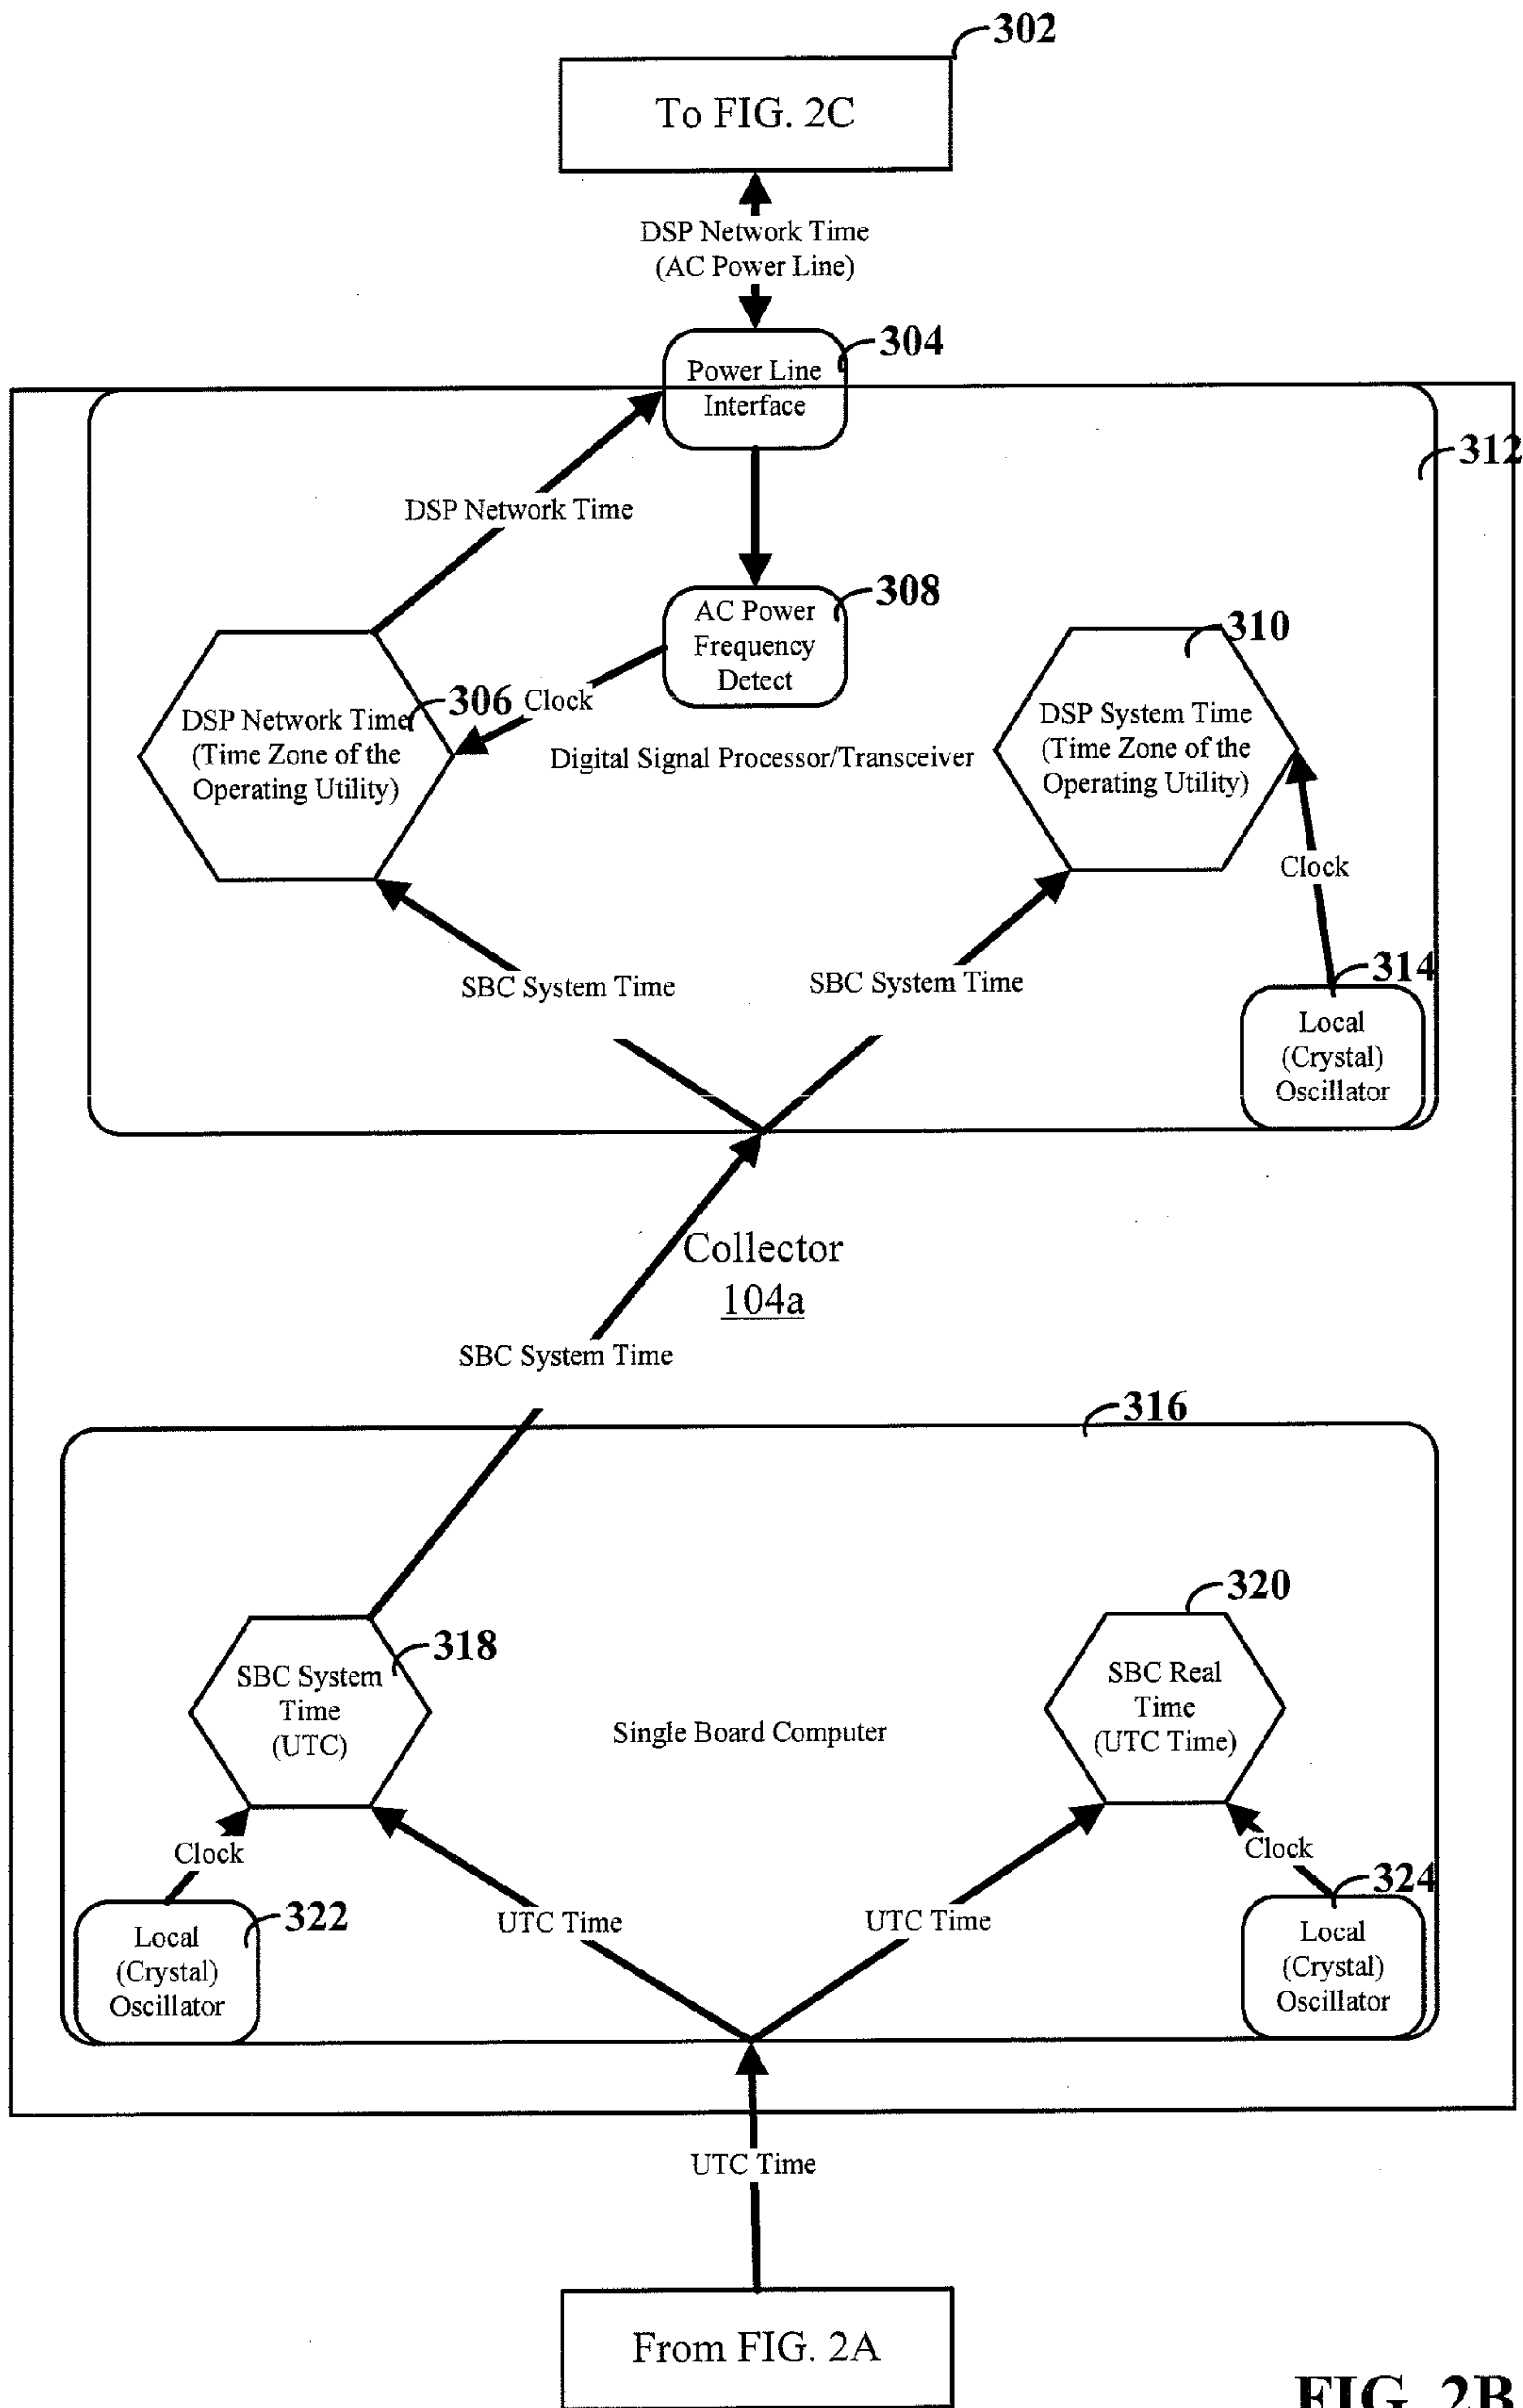 302
To FIG. 2C
DSP Network Time
(AC Power Line)
304
Power Line
Interface
312
DSP Network Time
308
AC Power
Frequency
Detect
310
306
Clock
DSP Network Time
(Time Zone of the
Operating Utility)
Digital Signal Processor/Transceiver
DSP System Time
(Time Zone of the
Operating Utility)
Clock
SBC System Time
SBC System Time
314
Local
(Crystal)
Oscillator
Collector
104a
SBC System Time
316
318
SBC System
Time
(UTC)
Single Board Computer
320
SBC Real
Time
(UTC Time)
Clock
Clock
322
Local
(Crystal)
Oscillator
UTC Time
UTC Time
324
Local
(Crystal)
Oscillator
UTC Time
From FIG. 2A
FIG. 2B